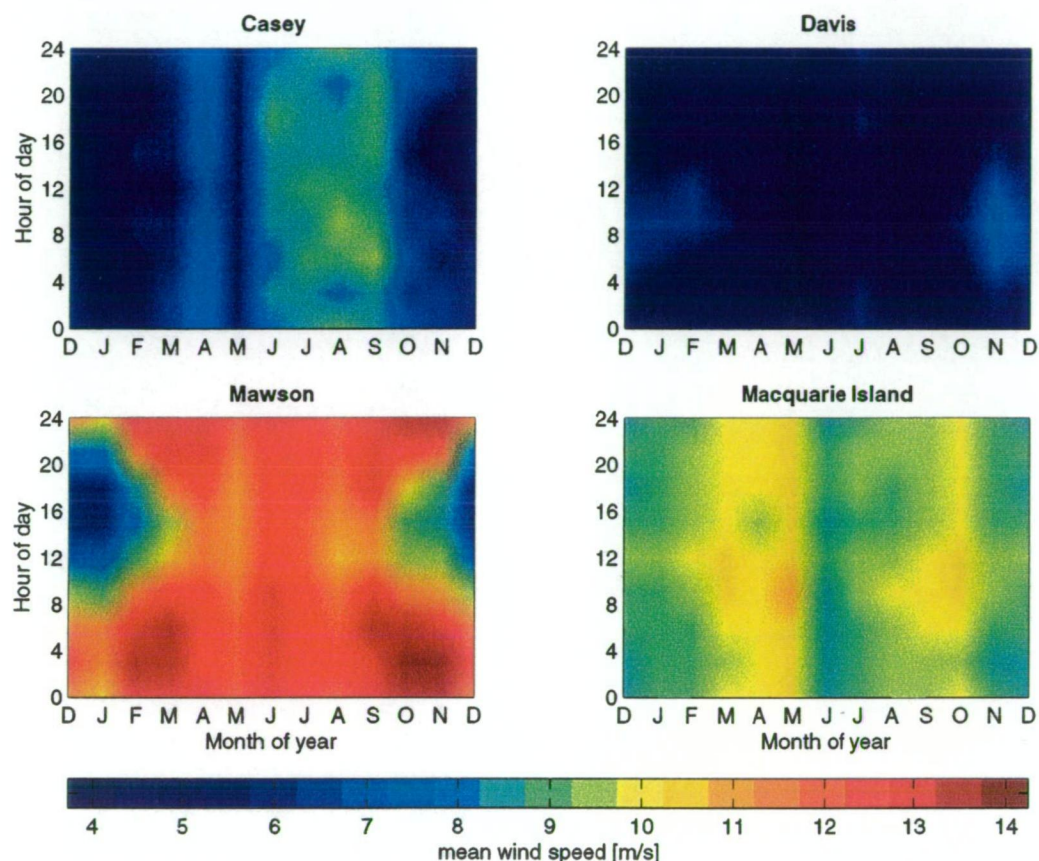 Casey
24
20
16
12
8
4
0
Hour of day
D J F M A M J J A S O N D
Davis
24
20
16
12
8
4
0
D J F M A M J J A S O N D
Mawson
24
20
16
12
8
4
0
Hour of day
D J F M A M J J A S O N D
Month of year
Macquarie Island
24
20
16
12
8
4
0
D J F M A M J J A S O N D
Month of year
4 5 6 7 8 9 10 11 12 13 14
mean wind speed [m/s]